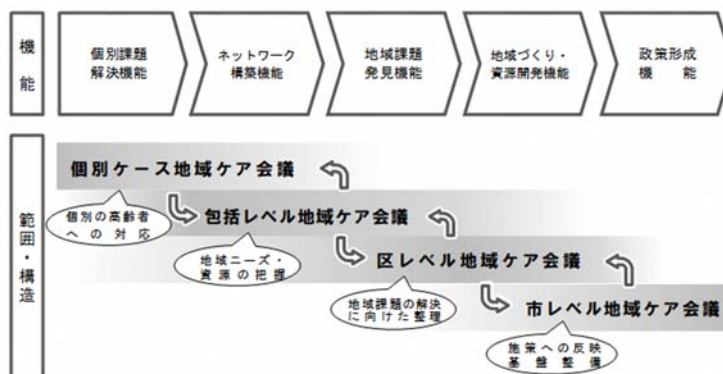 機能
個別課題
解決機能
ネットワーク
構築機能
地域課題
発見機能
地域づくり・
資源開発機能
政策形成
機能
範囲・構造
個別ケース地域ケア会議
個別の高齢者
への対応
包括レベル地域ケア会議
地域ニーズ・
資源の把握
区レベル地域ケア会議
地域課題の解決
に向けた整理
市レベル地域ケア会議
施策への反映
基盤整備